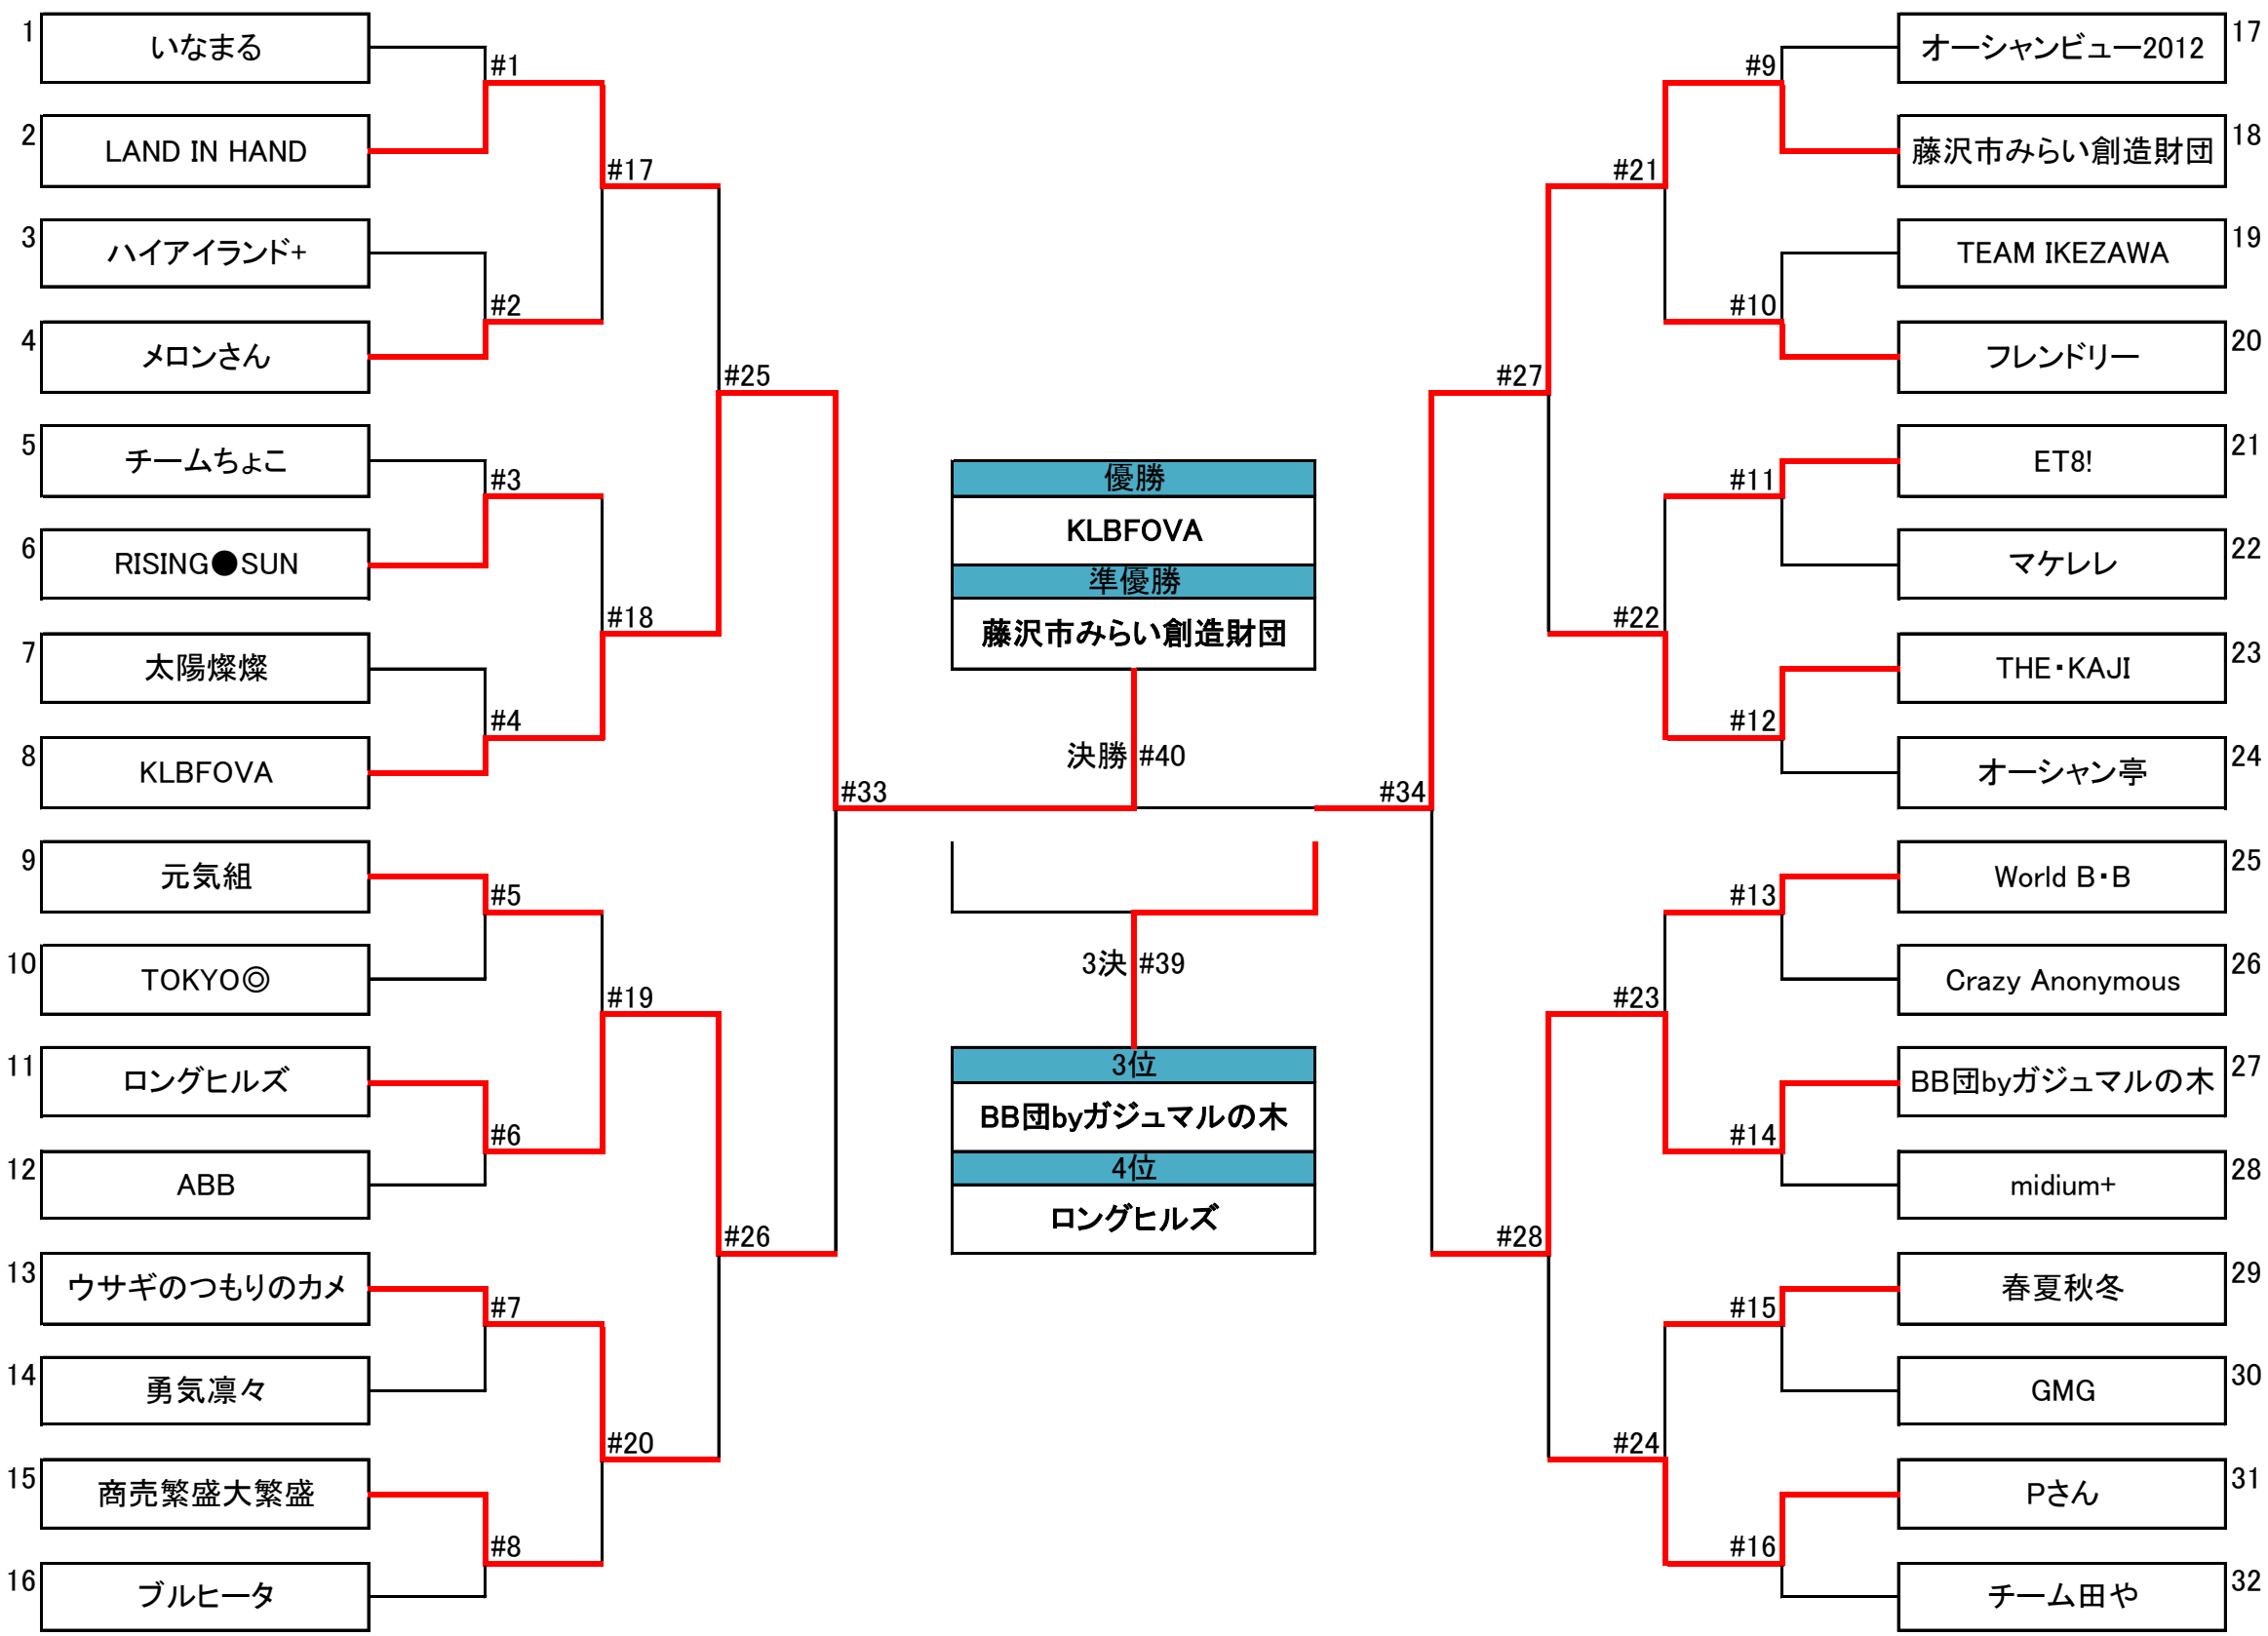 1
いなまる
#1
2
LAND IN HAND
#17
3
ハイアイランド+
#2
4
メロンさん
#25
5
チームちょこ
#3
6
RISING●SUN
#18
7
太陽燦燦
#4
8
KLBFOVA
#33
9
元気組
#5
10
TOKYO◎
#19
11
ロングヒルズ
#6
12
ABB
#26
13
ウサギのつもりのカメ
#7
14
勇気凛々
#20
15
商売繁盛大繁盛
#8
16
ブルヒータ
優勝
KLBFOVA
準優勝
藤沢市みらい創造財団
決勝 #40
3決 #39
3位
BB団byガジュマルの木
4位
ロングヒルズ
#9
オーシャンビュー2012
17
#21
藤沢市みらい創造財団
18
TEAM IKEZAWA
19
#10
フレンドリー
20
#27
#11
ET8!
21
マケレレ
22
#22
THE・KAJI
23
#12
オーシャン亭
24
#34
#13
World B・B
25
Crazy Anonymous
26
#23
BB団byガジュマルの木
27
#14
midium+
28
#28
#15
春夏秋冬
29
GMG
30
#24
Pさん
31
#16
チーム田や
32